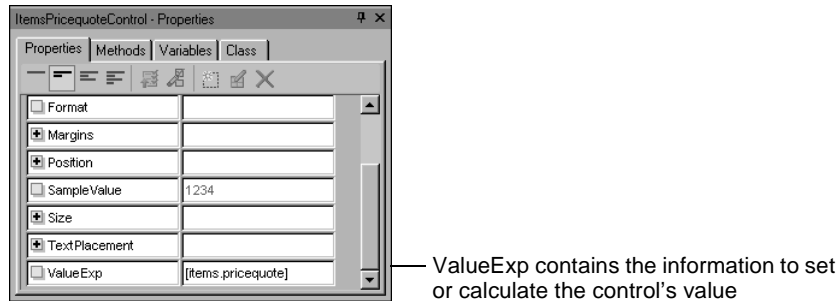 ItemsPricequoteControl - Properties
Properties Methods Variables Class
Format
Margins
Position
SampleValue 1234
Size
TextPlacement
ValueExp [items.pricequote]
ValueExp contains the information to set
or calculate the control's value